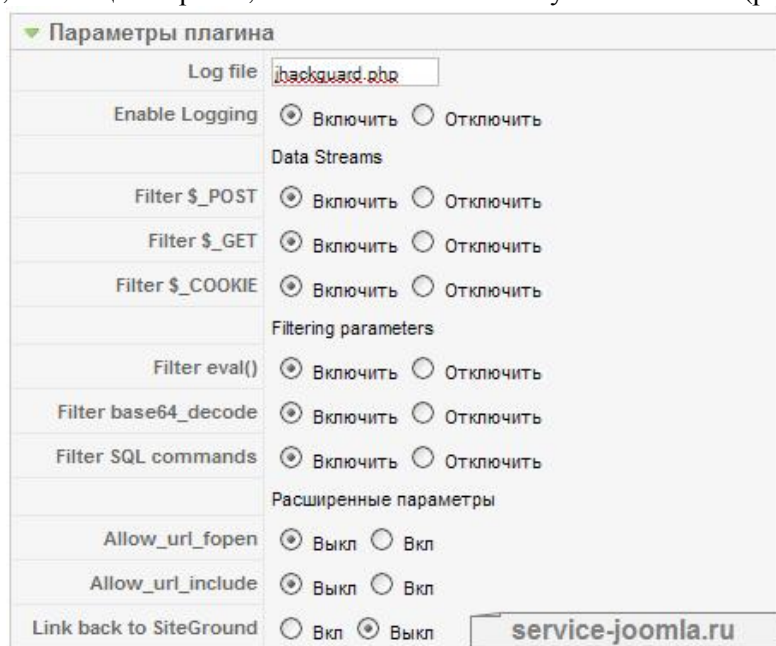 Параметры плагина
Log file jhackguard.php
Enable Logging Включить Отключить
Data Streams
Filter $_POST Включить Отключить
Filter $_GET Включить Отключить
Filter $_COOKIE Включить Отключить
Filtering parameters
Filter eval() Включить Отключить
Filter base64_decode Включить Отключить
Filter SQL commands Включить Отключить
Расширенные параметры
Allow_url_fopen Выкл Вкл
Allow_url_include Выкл Вкл
Link back to SiteGround Вкл Выкл
service-joomla.ru